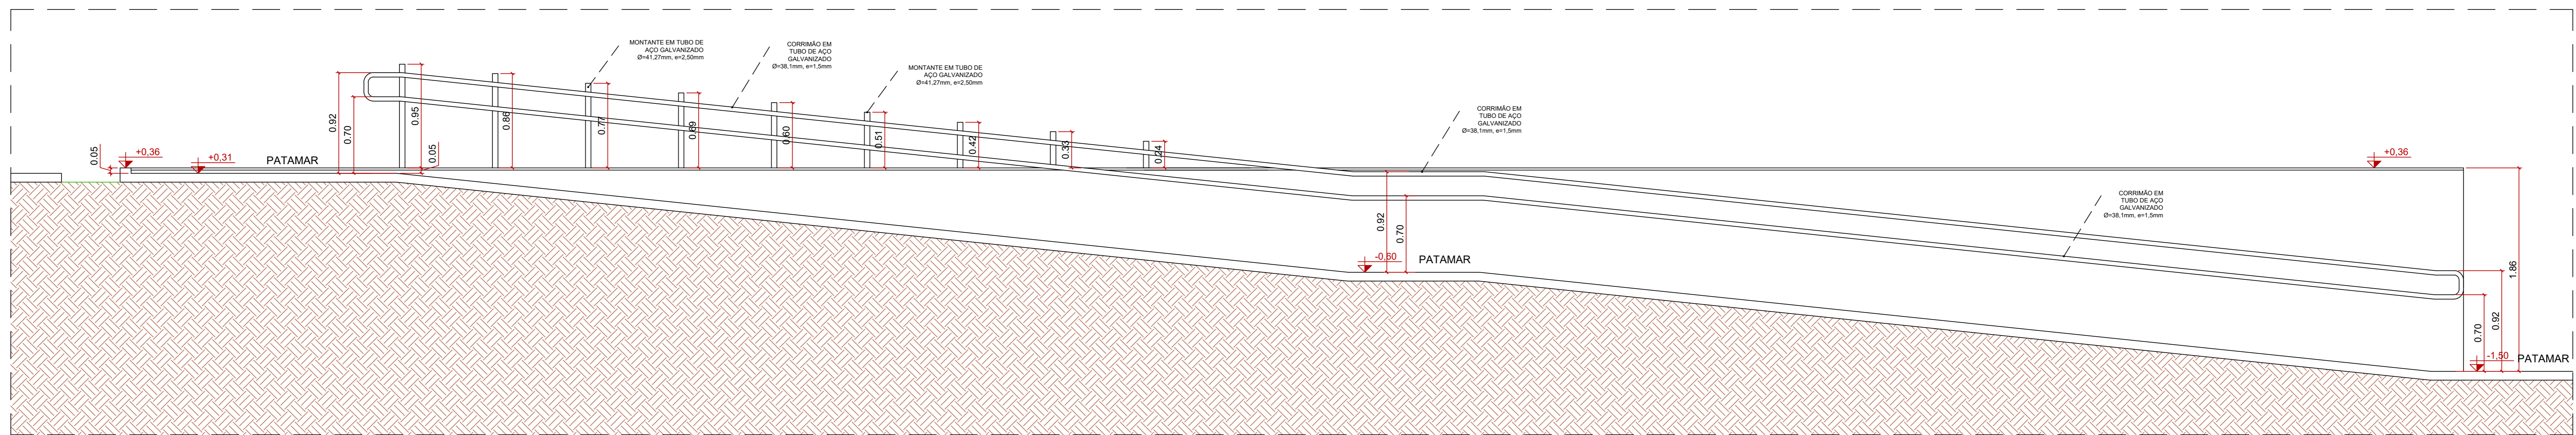 MONTANTE EM TUBO DE
AÇO GALVANIZADO
Ø=41,27mm, e=2,50mm
CORRIMÃO EM
TUBO DE AÇO
GALVANIZADO
Ø=38,1mm, e=1,5mm
MONTANTE EM TUBO DE
AÇO GALVANIZADO
Ø=41,27mm, e=2,50mm
CORRIMÃO EM
TUBO DE AÇO
GALVANIZADO
Ø=38,1mm, e=1,5mm
0.92
0.70
0.95
0.86
0.77
0.69
0.60
0.51
0.42
0.33
0.24
0.05
+0,36
+0,31
PATAMAR
0.05
+0,36
CORRIMÃO EM
TUBO DE AÇO
GALVANIZADO
Ø=38,1mm, e=1,5mm
0.92
0.70
-0,60
PATAMAR
1.86
0.70
0.92
-1,50
PATAMAR